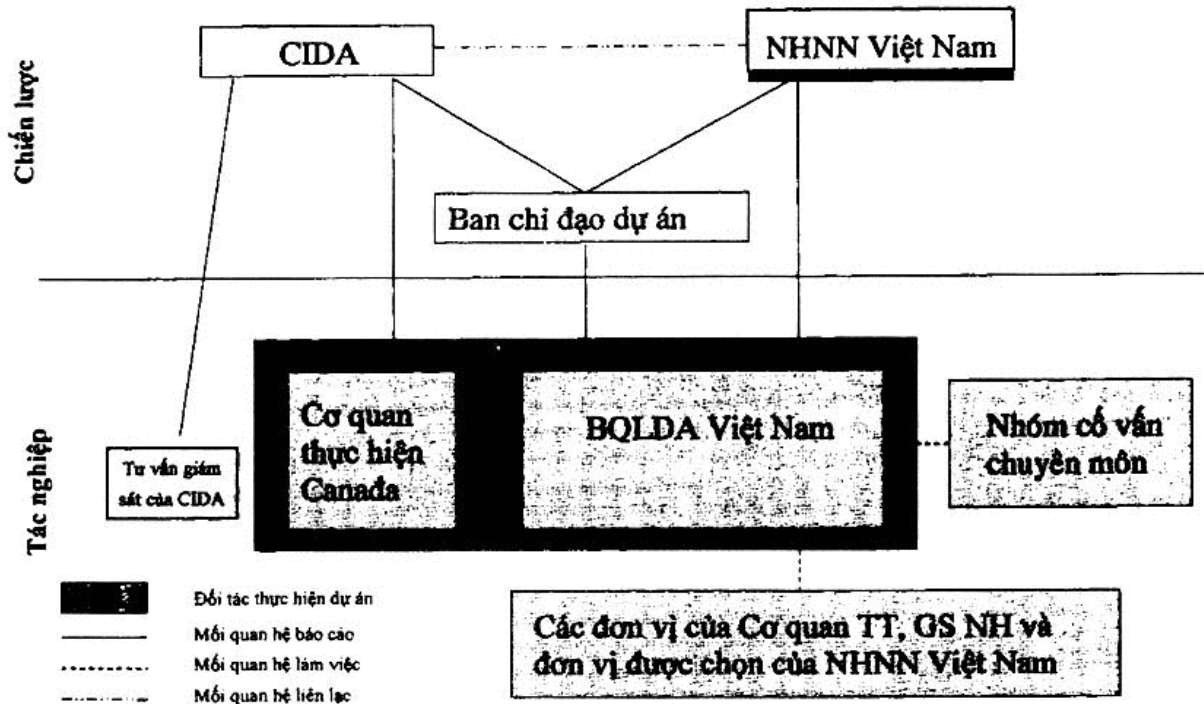 CIDA
NHNN Việt Nam
Chiến lược
Ban chỉ đạo dự án
Cơ quan
thực hiện
Canada
BQLDA Việt Nam
Nhóm cố vấn
chuyên môn
Tư vấn giám
sát của CIDA
Tác nghiệp
Đối tác thực hiện dự án
Mối quan hệ báo cáo
Mối quan hệ làm việc
Mối quan hệ liên lạc
Các đơn vị của Cơ quan TT, GS NH và
đơn vị được chọn của NHNN Việt Nam